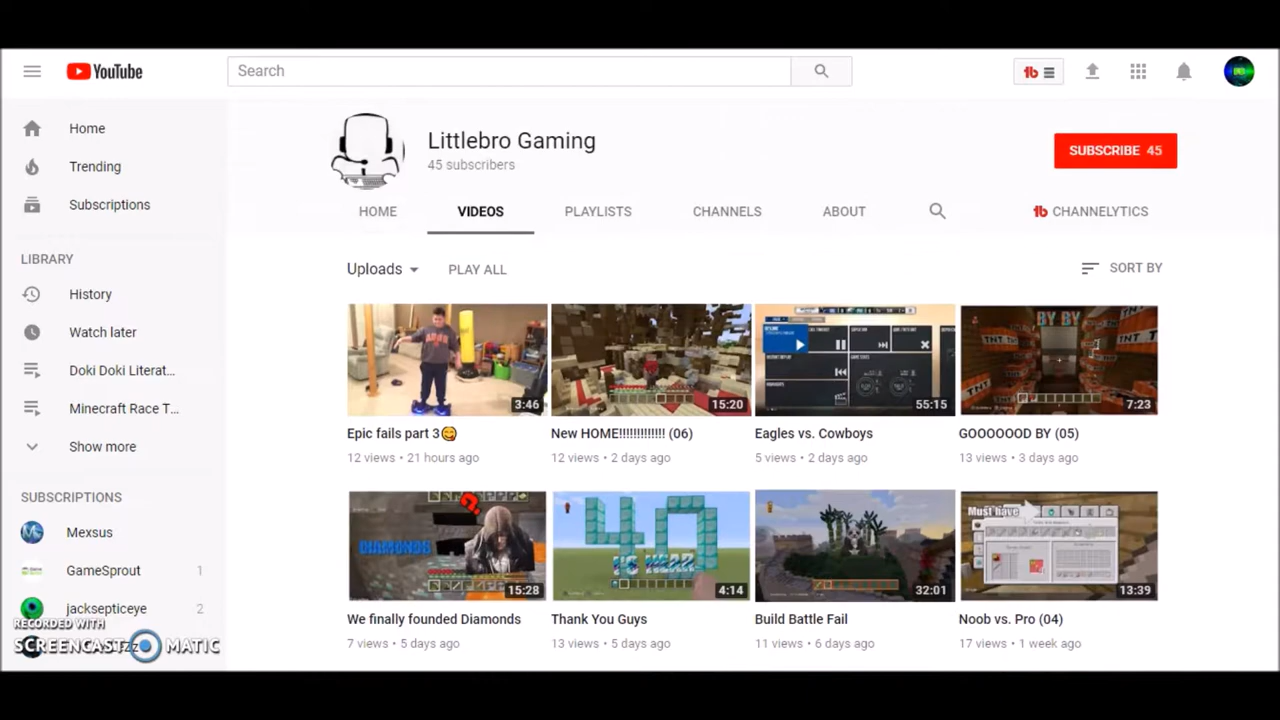 YouTube
Search
Home
Trending
Subscriptions
LIBRARY
History
Watch later
Doki Doki Literat...
Minecraft Race T...
Show more
SUBSCRIPTIONS
Mexsus
GameSprout 1
jacksepticeye 2
RECORDED WITH
SCREENCAST MATIC
Littlebro Gaming
45 subscribers
SUBSCRIBE 45
HOME VIDEOS PLAYLISTS CHANNELS ABOUT CHANNELYTICS
Uploads PLAY ALL SORT BY
3:46
15:20
55:15
BY BY
TNT
7:23
Epic fails part 3😋
12 views • 21 hours ago
New HOME!!!!!!!!!!!!! (06)
12 views • 2 days ago
Eagles vs. Cowboys
5 views • 2 days ago
GOOOOOOD BY (05)
13 views • 3 days ago
DIAMONDS
?
15:28
40
IS NEAR
4:14
32:01
Must have
13:39
We finally founded Diamonds
7 views • 5 days ago
Thank You Guys
13 views • 5 days ago
Build Battle Fail
11 views • 6 days ago
Noob vs. Pro (04)
17 views • 1 week ago